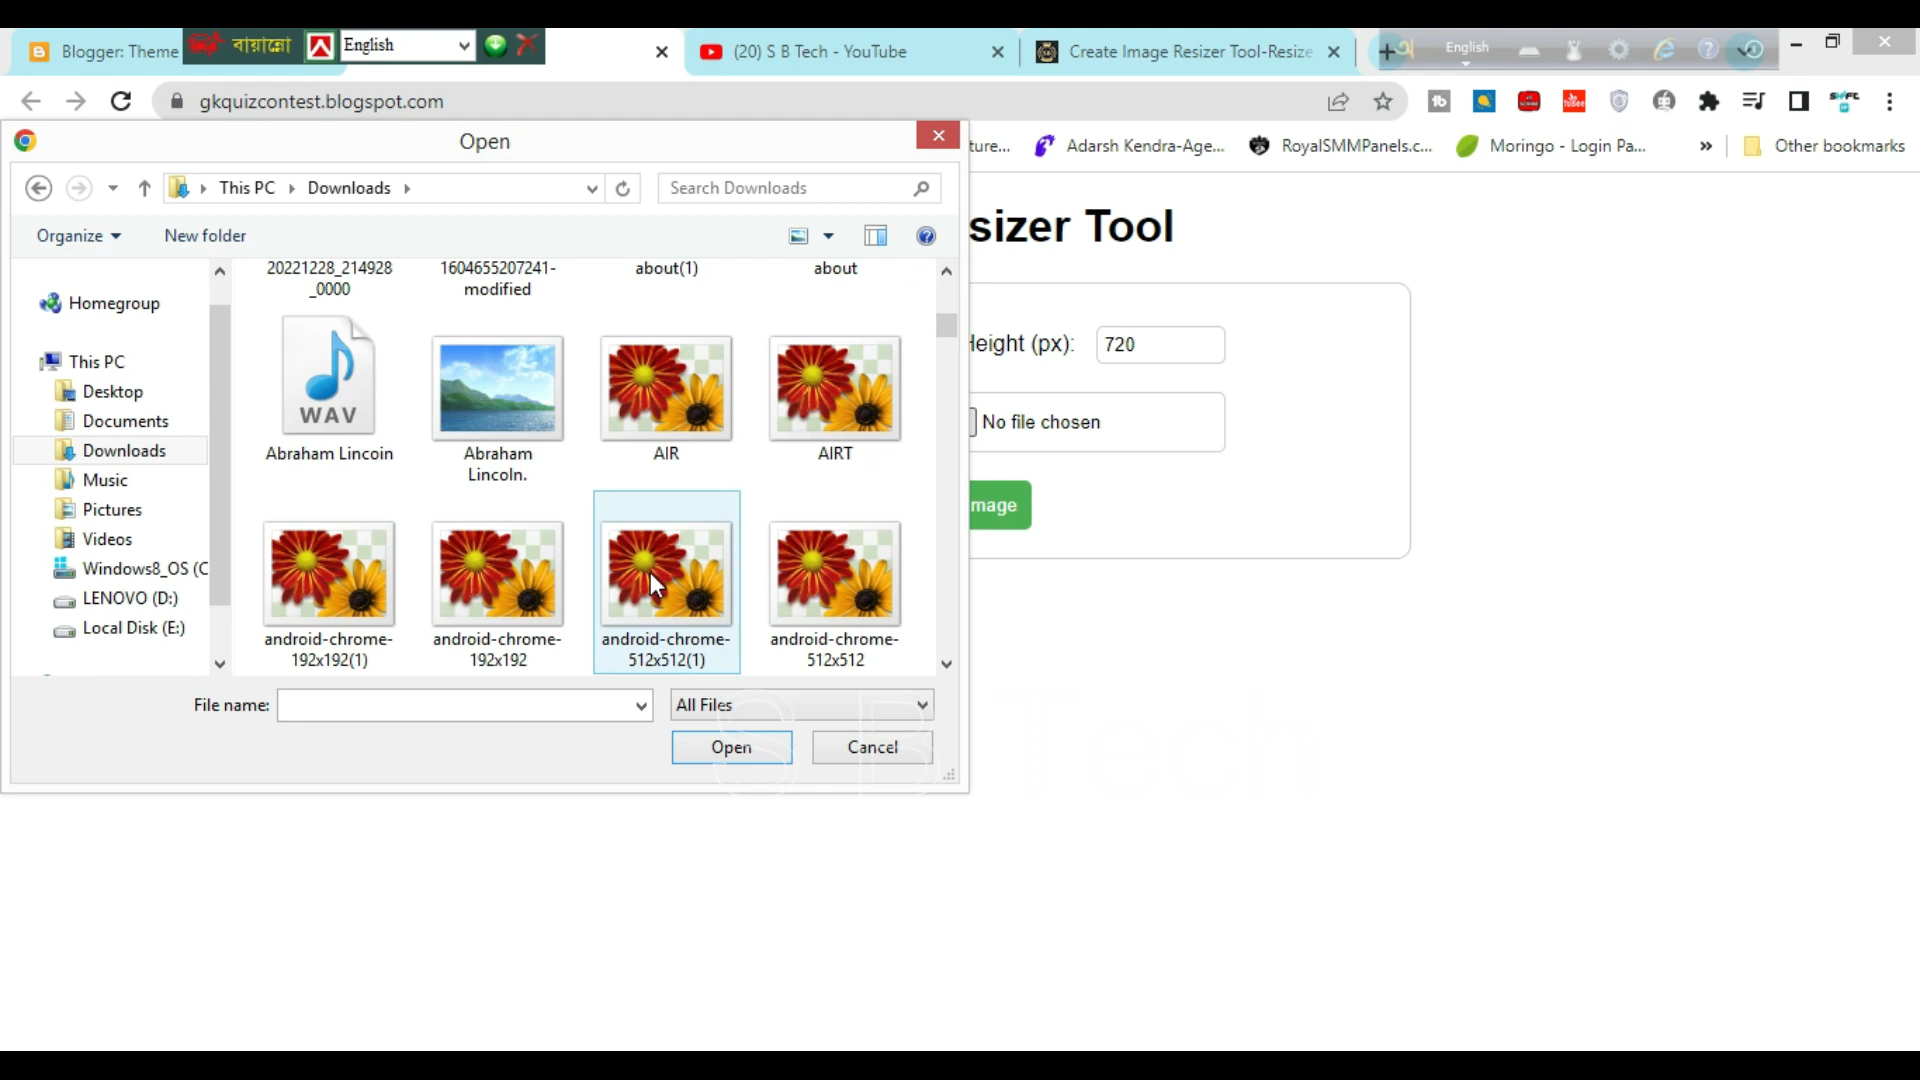 Blogger: Theme
বায়ান্নো
English
(20) S B Tech - YouTube
Create Image Resizer Tool-Resize
English
gkquizcontest.blogspot.com
Open
ture...
Adarsh Kendra-Age...
RoyalSMMPanels.c...
Moringo - Login Pa...
»
Other bookmarks
This PC
Downloads
Search Downloads
Organize
New folder
sizer Tool
Homegroup
This PC
Desktop
Documents
Downloads
Music
Pictures
Videos
Windows8_OS (C
LENOVO (D:)
Local Disk (E:)
20221228_214928
_0000
1604655207241-
modified
about(1)
about
WAV
Abraham Lincoin
Abraham
Lincoln.
AIR
AIRT
android-chrome-
192x192(1)
android-chrome-
192x192
android-chrome-
512x512(1)
android-chrome-
512x512
Height (px):
720
No file chosen
mage
File name:
All Files
Open
Cancel
S B Tech